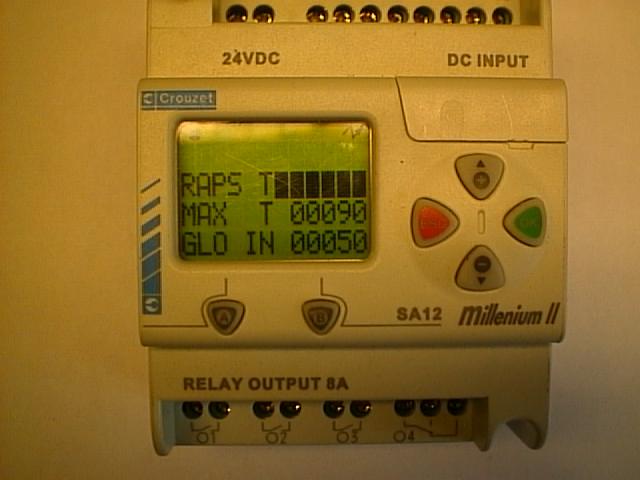 24VDC DC INPUT
Crouzet
RAPS T
MAX T 00090
GLO IN 00050
A B
SA12 Millenium II
RELAY OUTPUT 8A
O1 O2 O3 O4